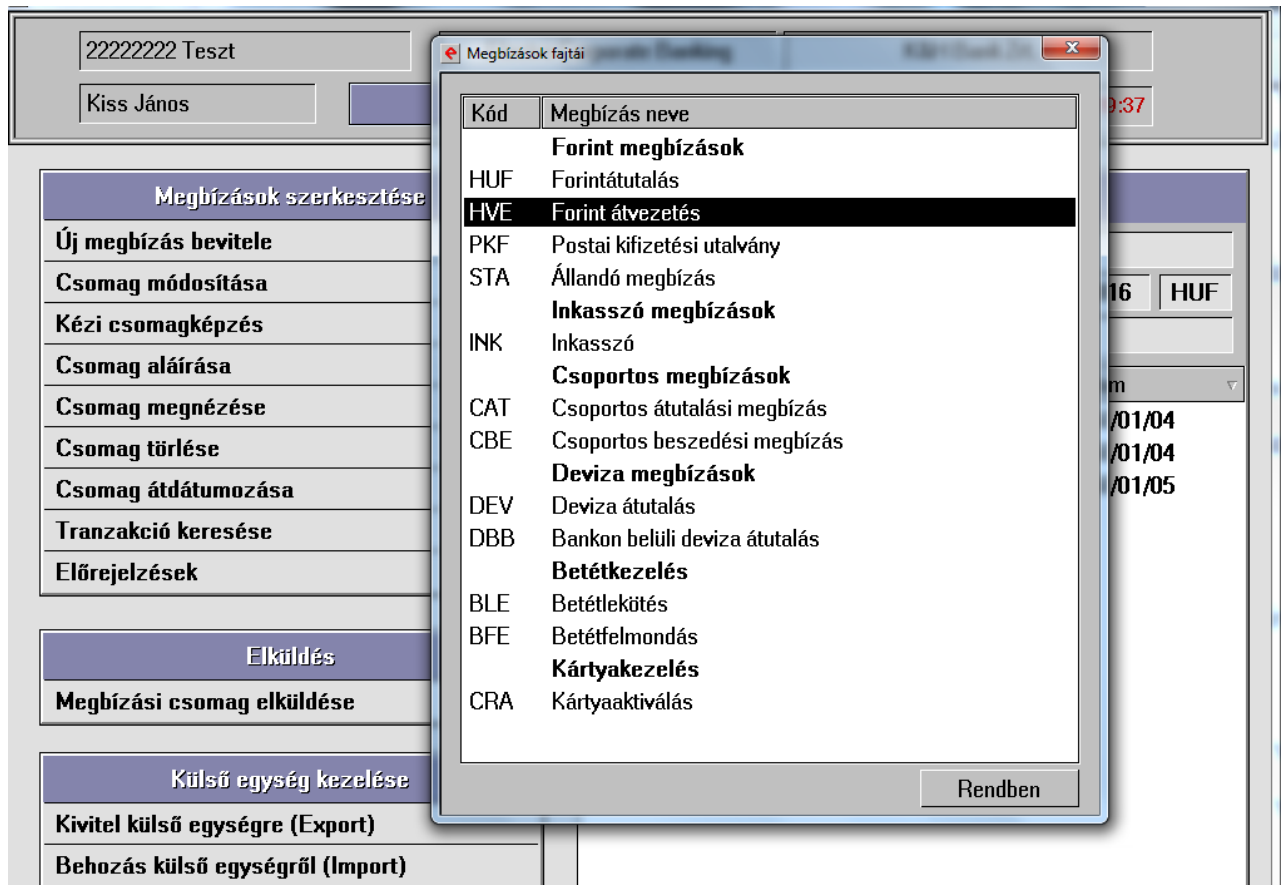 22222222 Teszt
Kiss János
9:37
Megbízások szerkesztése
Új megbízás bevitele
Csomag módosítása
Kézi csomagképzés
Csomag aláírása
Csomag megnézése
Csomag törlése
Csomag átdátumozása
Tranzakció keresése
Előrejelzések
Elküldés
Megbízási csomag elküldése
Külső egység kezelése
Kivitel külső egységre (Export)
Behozás külső egységről (Import)
Megbízások fajtái
Kód Megbízás neve
Forint megbízások
HUF Forintátutalás
HVE Forint átvezetés
PKF Postai kifizetési utalvány
STA Állandó megbízás
Inkasszó megbízások
INK Inkasszó
Csoportos megbízások
CAT Csoportos átutalási megbízás
CBE Csoportos beszedési megbízás
Deviza megbízások
DEV Deviza átutalás
DBB Bankon belüli deviza átutalás
Betétkezelés
BLE Betétlekötés
BFE Betétfelmondás
Kártyakezelés
CRA Kártyaaktiválás
Rendben
16 HUF
m
/01/04
/01/04
/01/05